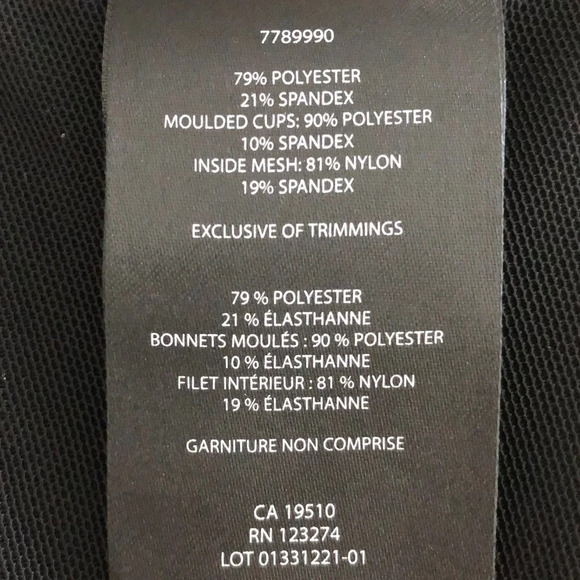 7789990
79% POLYESTER
21% SPANDEX
MOULDED CUPS: 90% POLYESTER
10% SPANDEX
INSIDE MESH: 81% NYLON
19% SPANDEX
EXCLUSIVE OF TRIMMINGS
79 % POLYESTER
21 % ÉLASTHANNE
BONNETS MOULÉS : 90 % POLYESTER
10 % ÉLASTHANNE
FILET INTÉRIEUR : 81 % NYLON
19 % ÉLASTHANNE
GARNITURE NON COMPRISE
CA 19510
RN 123274
LOT 01331221-01